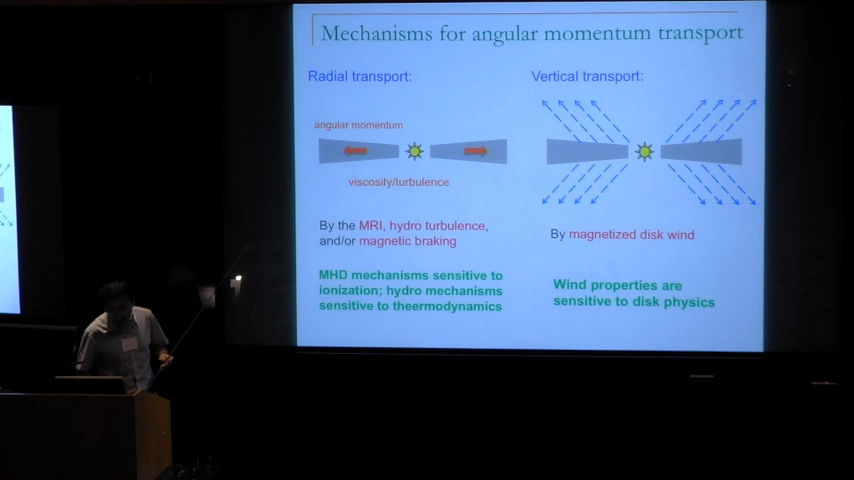 Mechanisms for angular momentum transport
Radial transport:
angular momentum
viscosity/turbulence
By the MRI, hydro turbulence,
and/or magnetic braking
MHD mechanisms sensitive to
ionization; hydro mechanisms
sensitive to theermodynamics
Vertical transport:
By magnetized disk wind
Wind properties are
sensitive to disk physics